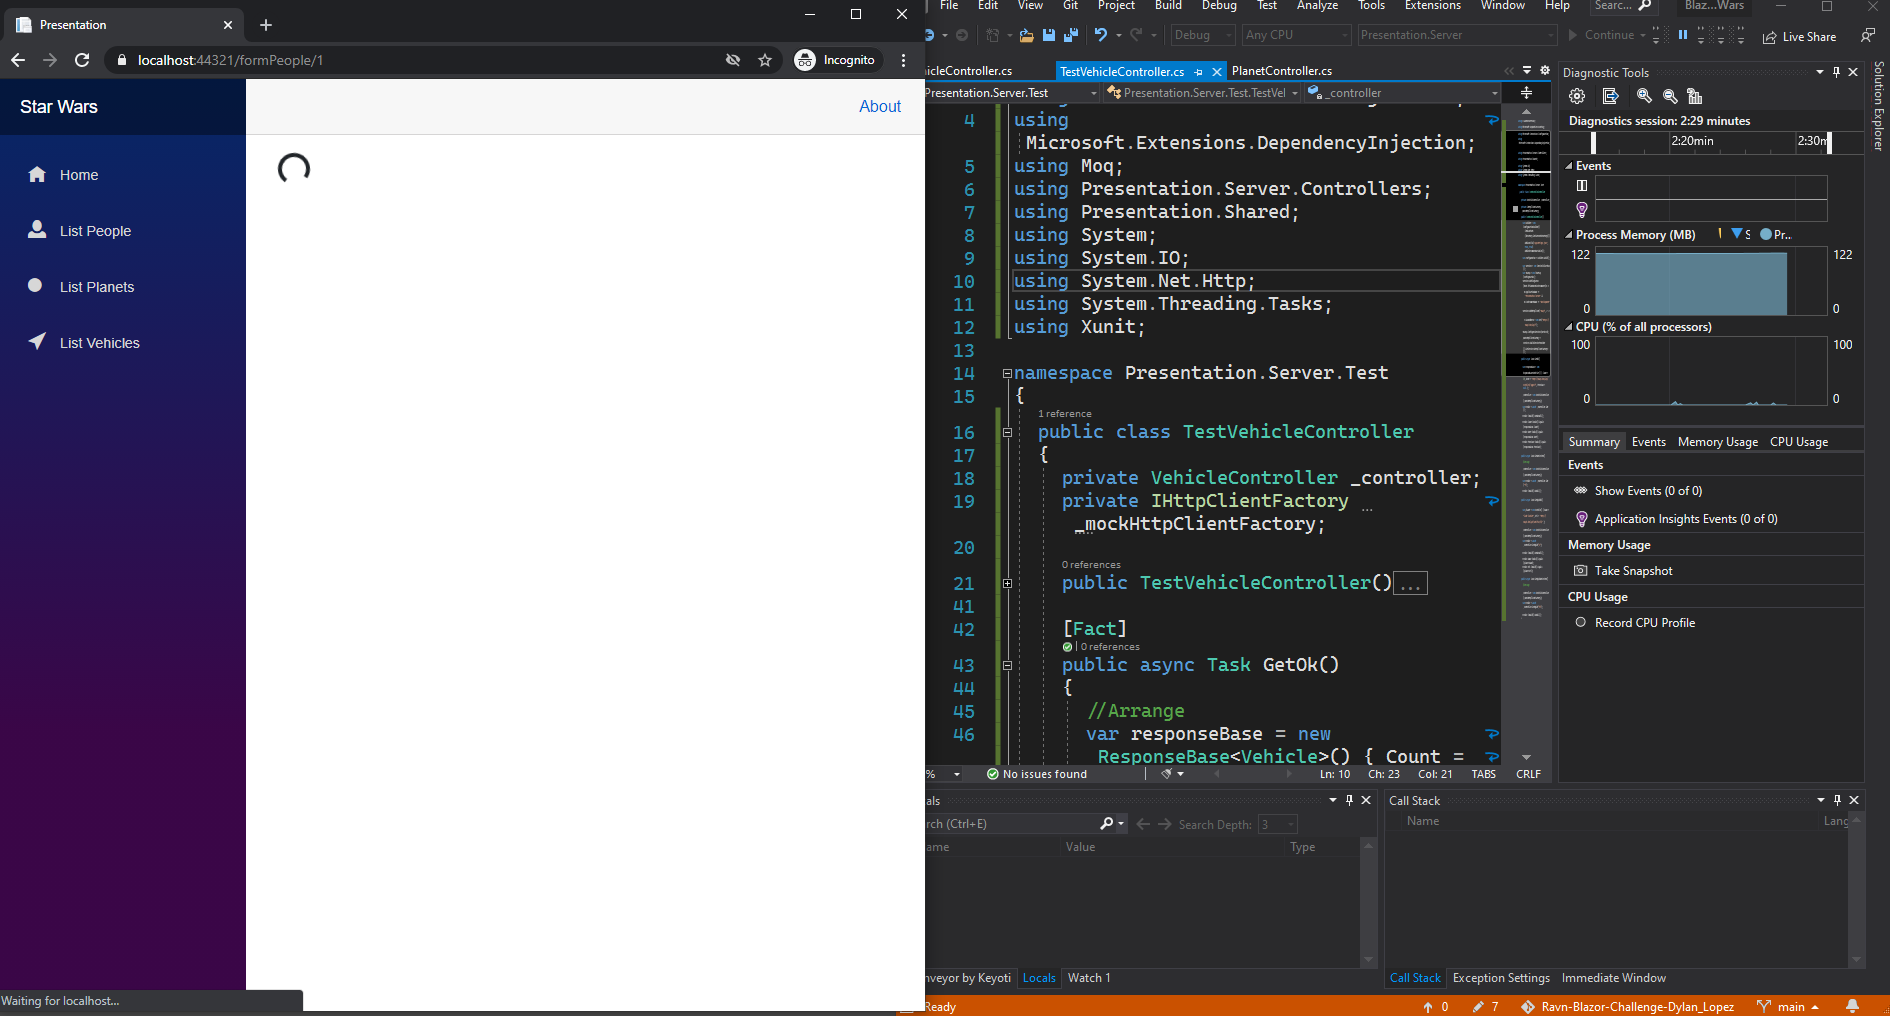 Presentation
localhost:44321/formPeople/1
Incognito
Star Wars
About
Home
List People
List Planets
List Vehicles
Waiting for localhost...
File Edit View Git Project Build Debug Test Analyze Tools Extensions Window Help Searc... Blaz...Wars
Debug Any CPU Presentation.Server Continue Live Share
hicleController.cs TestVehicleController.cs PlanetController.cs
Presentation.Server.Test Presentation.Server.Test.TestVel _controller
4 using
Microsoft.Extensions.DependencyInjection;
5 using Moq;
6 using Presentation.Server.Controllers;
7 using Presentation.Shared;
8 using System;
9 using System.IO;
10 using System.Net.Http;
11 using System.Threading.Tasks;
12 using Xunit;
13
14 namespace Presentation.Server.Test
15 {
1 reference
16 public class TestVehicleController
17 {
18 private VehicleController _controller;
19 private IHttpClientFactory
_mockHttpClientFactory;
20
0 references
21 public TestVehicleController()...
41
42 [Fact]
| 0 references
43 public async Task GetOk()
44 {
45 //Arrange
46 var responseBase = new
ResponseBase<Vehicle>() { Count =
% No issues found Ln: 10 Ch: 23 Col: 21 TABS CRLF
Diagnostic Tools
Diagnostics session: 2:29 minutes
2:20min 2:30m
Events
Process Memory (MB) S Pr...
122 122
0 0
CPU (% of all processors)
100 100
0 0
Summary Events Memory Usage CPU Usage
Events
Show Events (0 of 0)
Application Insights Events (0 of 0)
Memory Usage
Take Snapshot
CPU Usage
Record CPU Profile
Solution Explorer
als
rch (Ctrl+E) Search Depth: 3
ame Value Type
nveyor by Keyoti Locals Watch 1
Call Stack
Name Lang
Call Stack Exception Settings Immediate Window
Ready 0 7 Ravn-Blazor-Challenge-Dylan_Lopez main